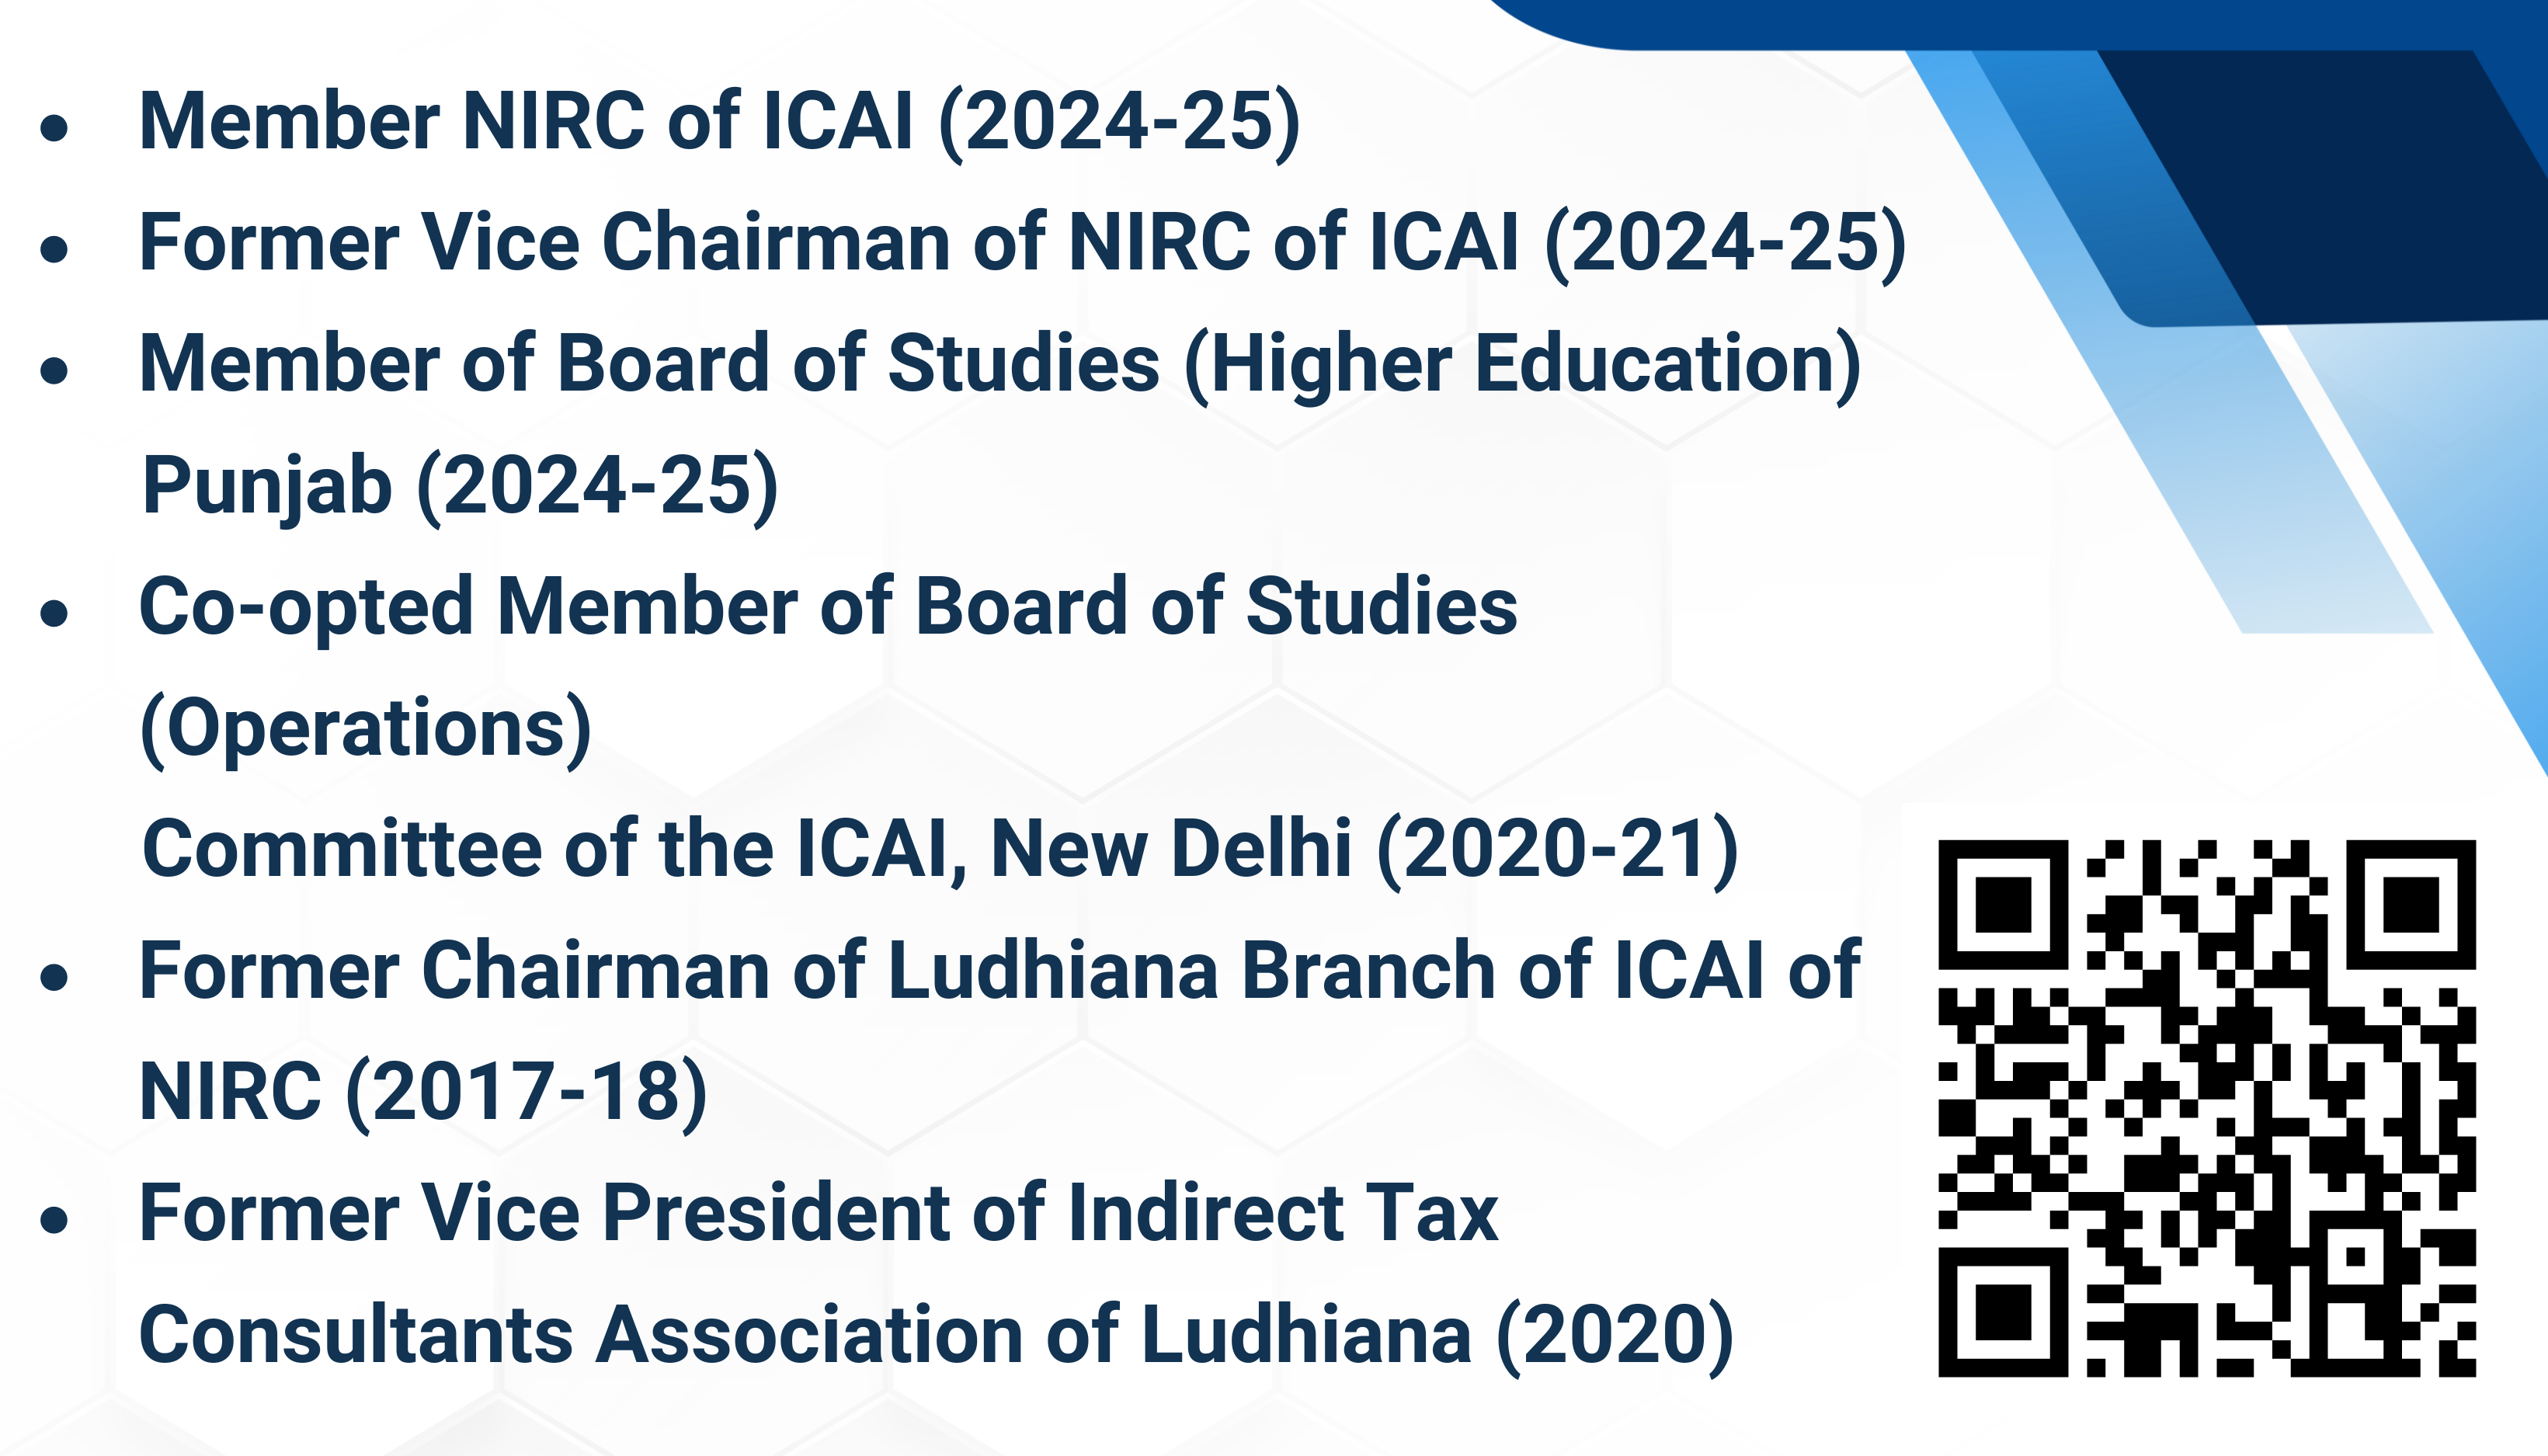 • Member NIRC of ICAI (2024-25)
• Former Vice Chairman of NIRC of ICAI (2024-25)
• Member of Board of Studies (Higher Education)
Punjab (2024-25)
• Co-opted Member of Board of Studies
(Operations)
Committee of the ICAI, New Delhi (2020-21)
• Former Chairman of Ludhiana Branch of ICAI of
NIRC (2017-18)
• Former Vice President of Indirect Tax
Consultants Association of Ludhiana (2020)